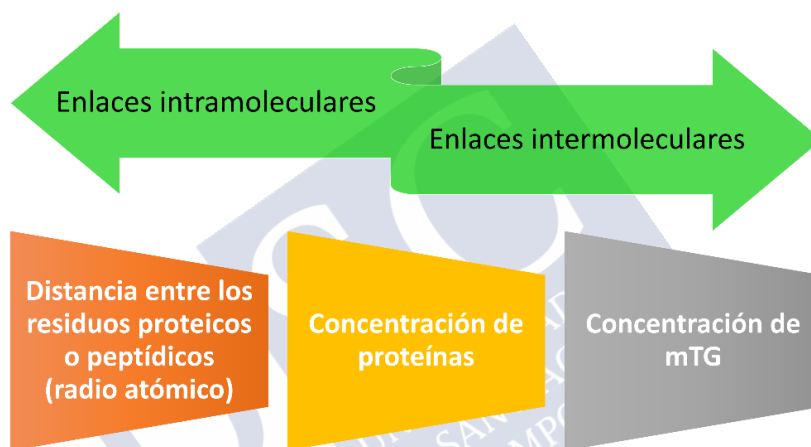 Enlaces intramoleculares
Enlaces intermoleculares
Distancia entre los
residuos proteicos
o peptídicos
(radio atómico)
Concentración de
proteínas
Concentración de
mTG